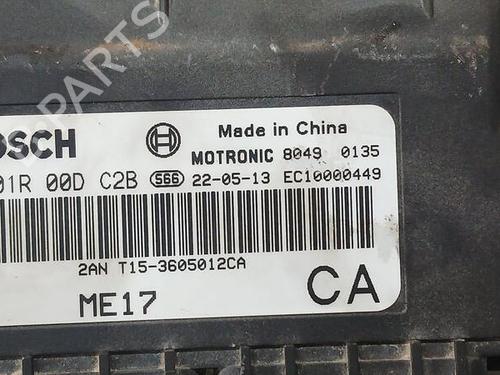 PARTS
OSCH Made in China
MOTRONIC 8049 0135
01R 00D C2B 566 22-05-13 EC10000449
2AN T15-3605012CA
ME17 CA